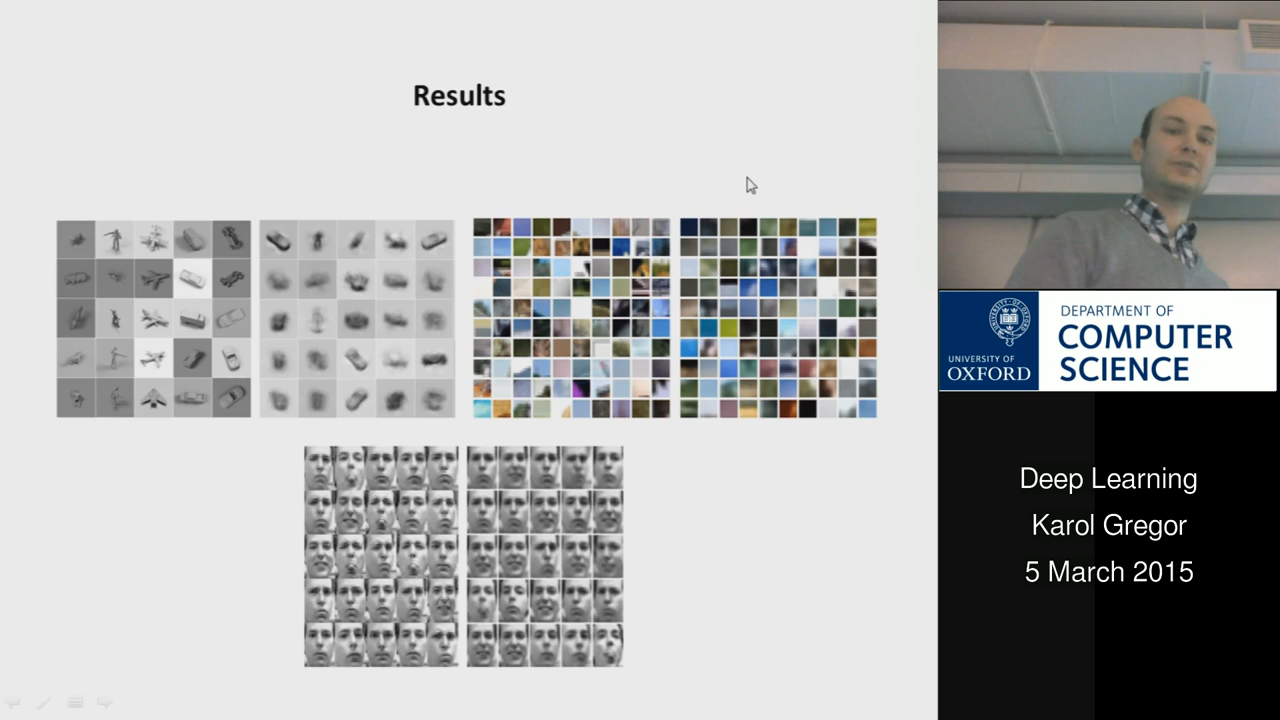 Results
UNIVERSITY OF
OXFORD
DEPARTMENT OF
COMPUTER
SCIENCE
Deep Learning
Karol Gregor
5 March 2015